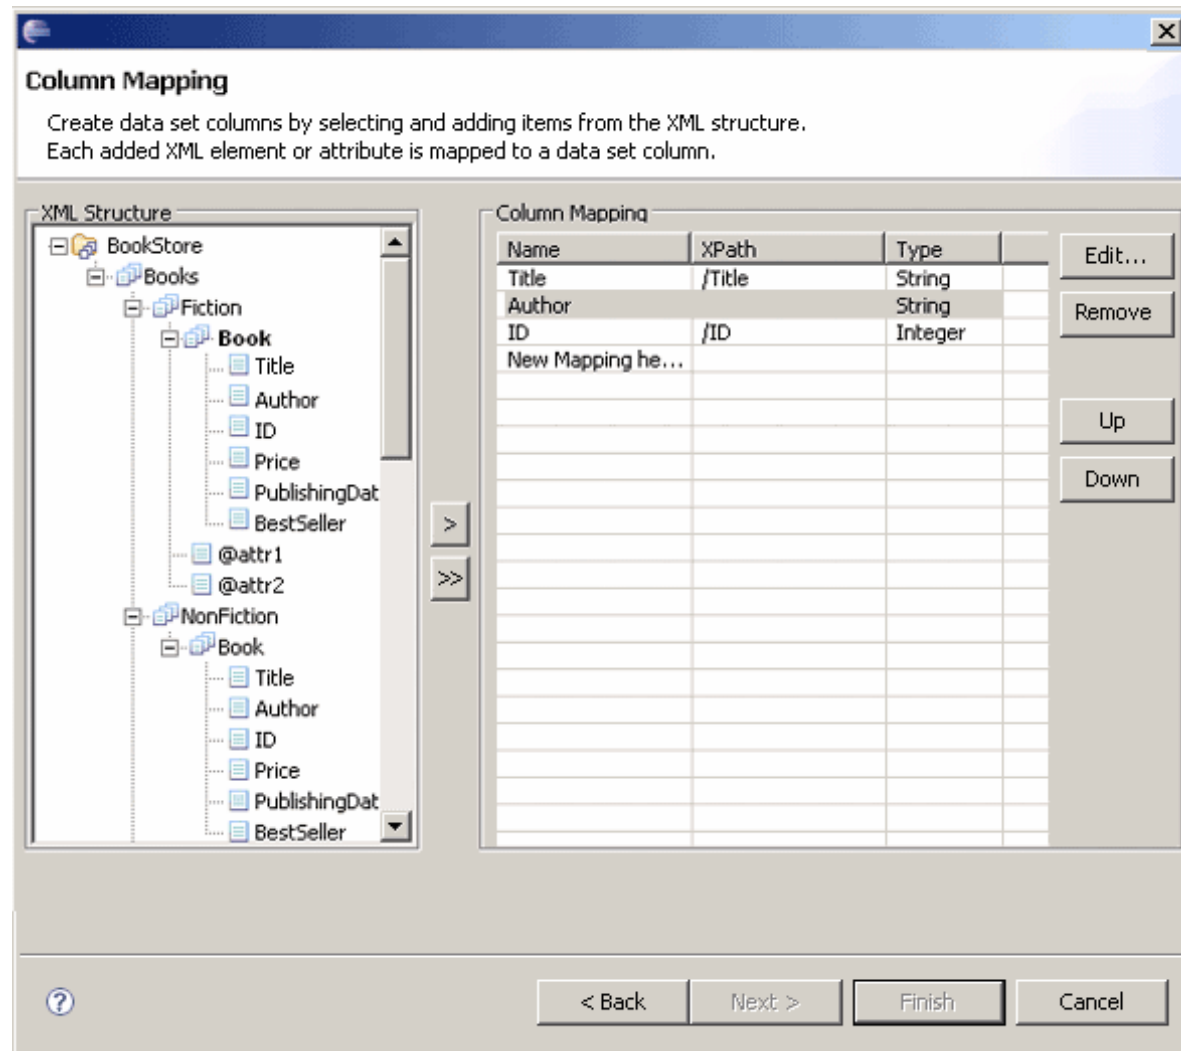 Column Mapping
Create data set columns by selecting and adding items from the XML structure.
Each added XML element or attribute is mapped to a data set column.
XML Structure
BookStore
Books
Fiction
Book
Title
Author
ID
Price
PublishingDat
BestSeller
@attr1
@attr2
NonFiction
Book
Title
Author
ID
Price
PublishingDat
BestSeller
>
>>
Column Mapping
Name XPath Type
Title /Title String
Author String
ID /ID Integer
New Mapping he...
Edit...
Remove
Up
Down
?
< Back Next > Finish Cancel